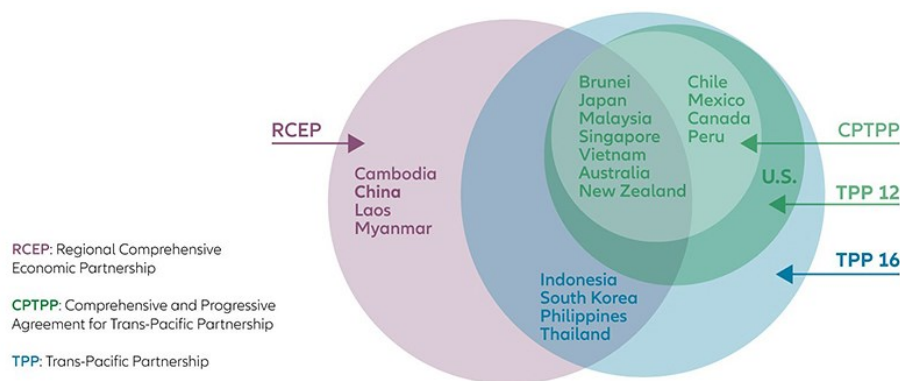 RCEP
Cambodia
China
Laos
Myanmar
Brunei
Japan
Malaysia
Singapore
Vietnam
Australia
New Zealand
Chile
Mexico
Canada
Peru
U.S.
CPTPP
TPP 12
TPP 16
Indonesia
South Korea
Philippines
Thailand
RCEP: Regional Comprehensive
Economic Partnership
CPTPP: Comprehensive and Progressive
Agreement for Trans-Pacific Partnership
TPP: Trans-Pacific Partnership